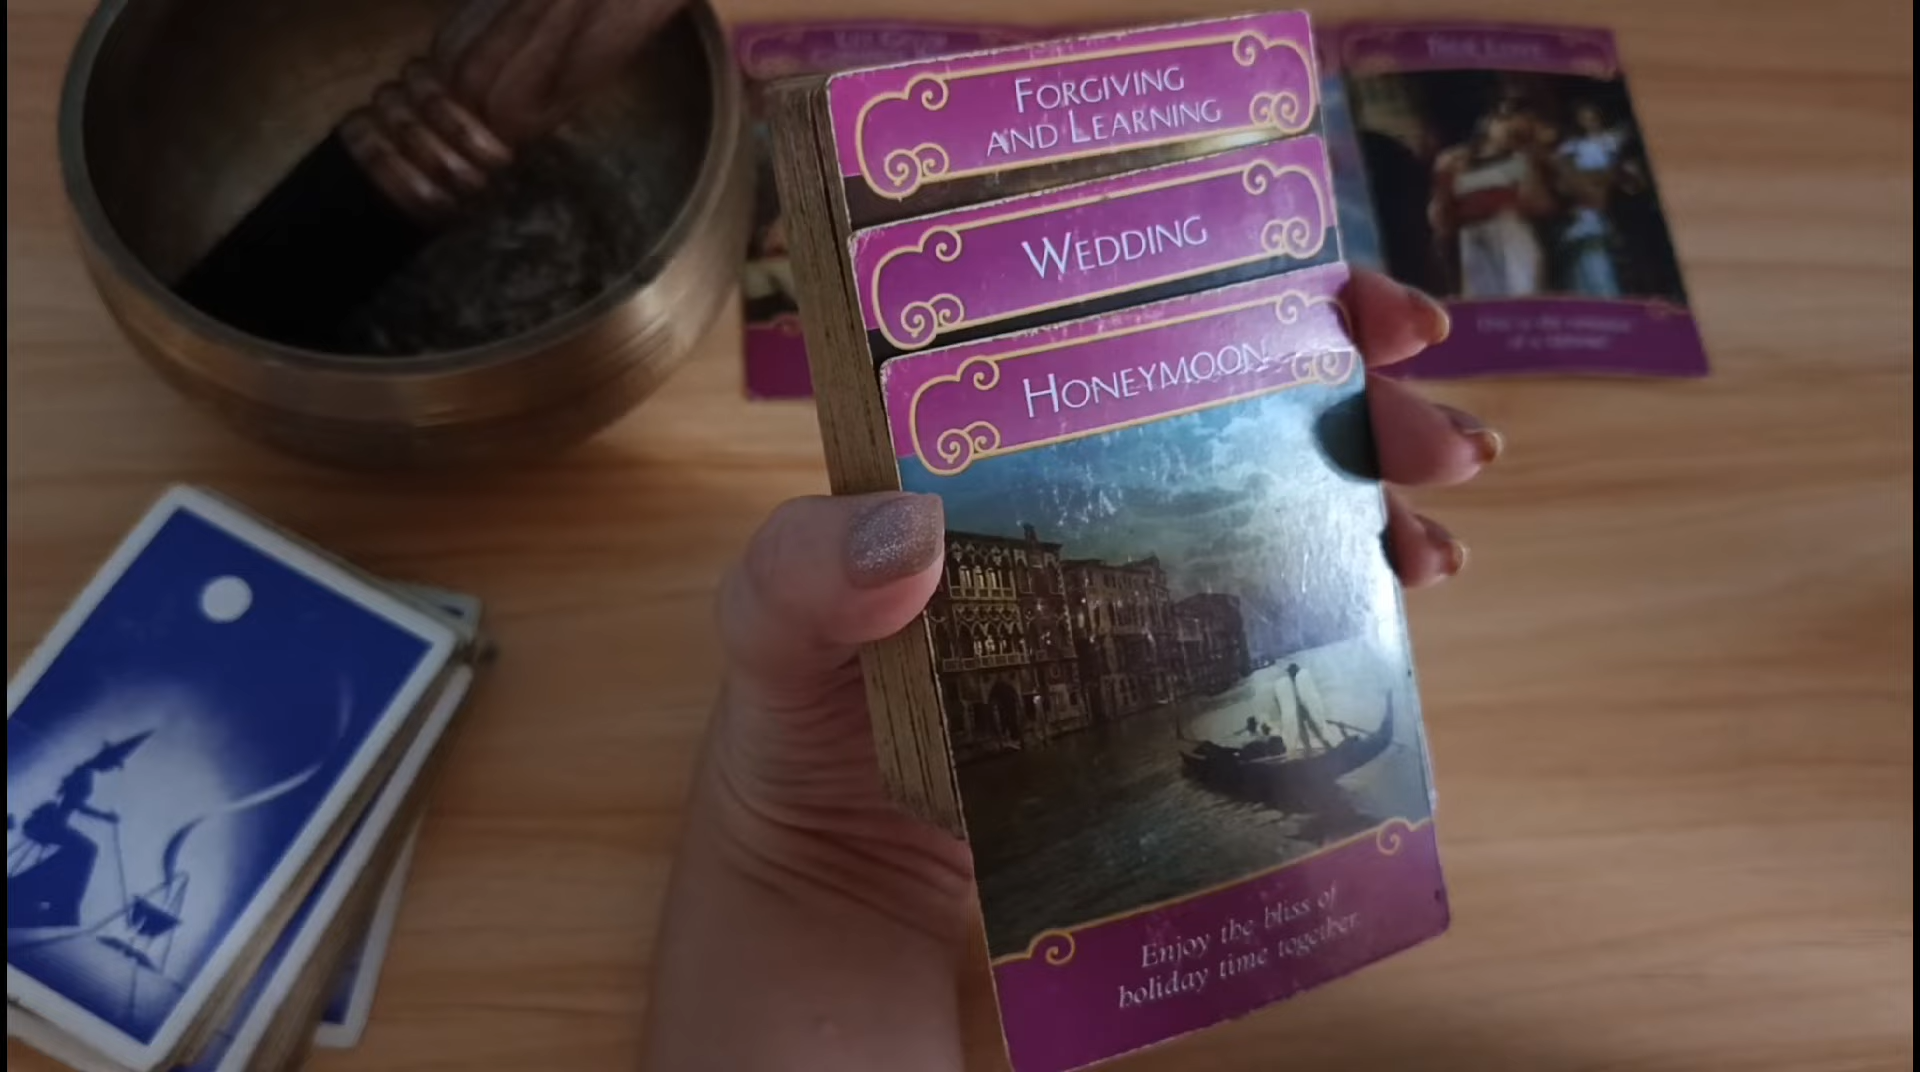 Forgiving
and Learning
Wedding
Honeymoon
Enjoy the bliss of
holiday time together.